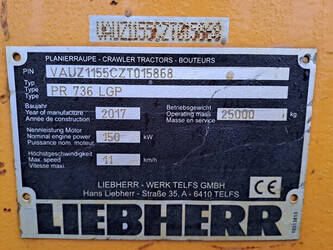 VAUZ1155CZT015868
PLANIERRAUPE - CRAWLER TRACTORS - BOUTEURS
PIN VAUZ1155CZT015868
Typ
Type PR 736 LGP
Type
Baujahr
Year of manufacture 2017
Année de construction
Betriebsgewicht
Operating mass 25000 kg
Masse en service
Nennleistung Motor
Nominal engine power 150 kW
Puissance nom. moteur
Höchstgeschwindigkeit
Max. speed 11 km/h
Vitesse maxi.
LIEBHERR - WERK TELFS GMBH
Hans Liebherr - Straße 35, A - 6410 TELFS
CE
LIEBHERR